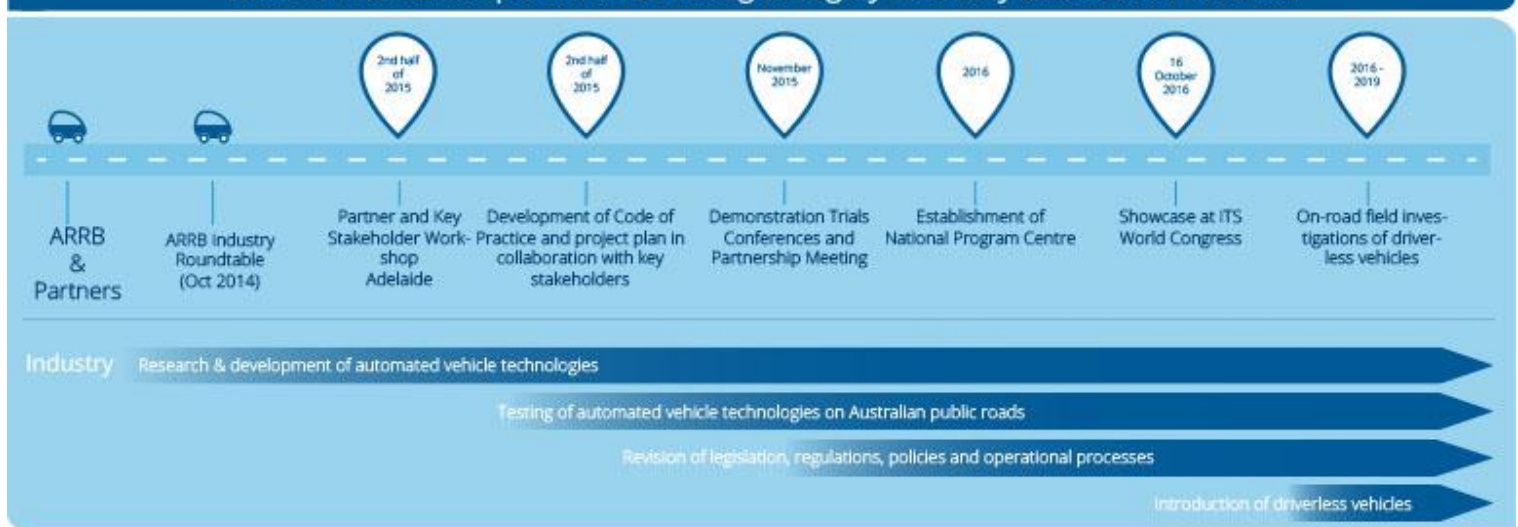 2nd half
of
2015
2nd half
of
2015
November
2015
2016
16
October
2016
2016 -
2019
ARRB
&
Partners
ARRB Industry
Roundtable
(Oct 2014)
Partner and Key
Stakeholder Work-
shop
Adelaide
Development of Code of
Practice and project plan in
collaboration with key
stakeholders
Demonstration Trials
Conferences and
Partnership Meeting
Establishment of
National Program Centre
Showcase at ITS
World Congress
On-road field inves-
tigations of driver-
less vehicles
Industry
Research & development of automated vehicle technologies
Testing of automated vehicle technologies on Australian public roads
Revision of legislation, regulations, policies and operational processes
Introduction of driverless vehicles